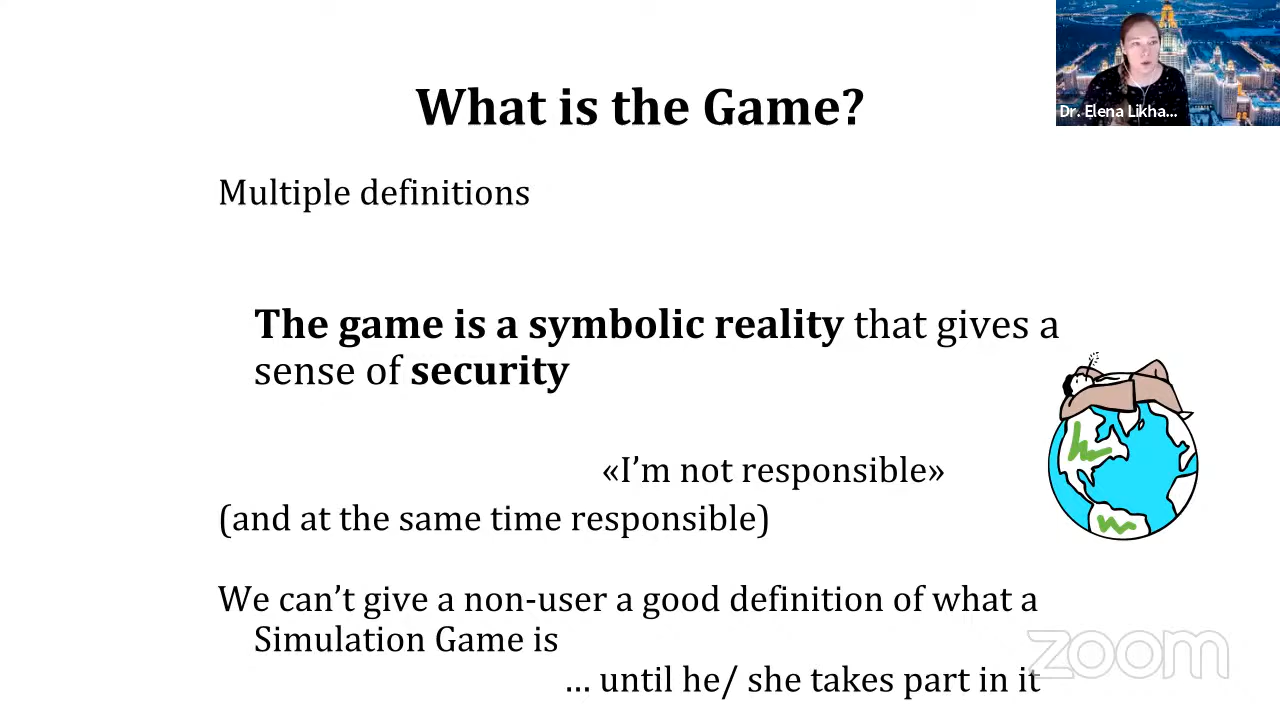 What is the Game?
Dr. Elena Likha...
Multiple definitions
The game is a symbolic reality that gives a
sense of security
«I’m not responsible»
(and at the same time responsible)
We can’t give a non-user a good definition of what a
Simulation Game is
... until he/ she takes part in it
zoom